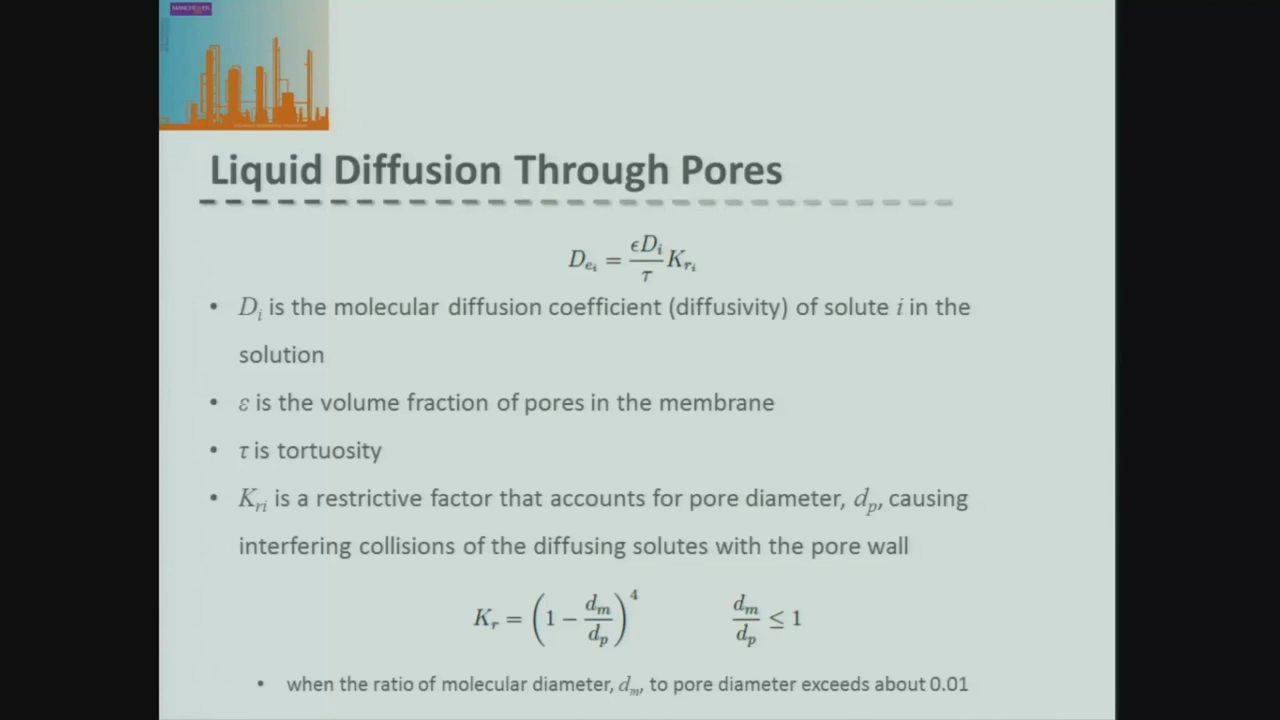 Liquid Diffusion Through Pores
D_{e_i} = \frac{ϵD_i}{τ} K_{r_i}
• D_i is the molecular diffusion coefficient (diffusivity) of solute i in the
solution
• ε is the volume fraction of pores in the membrane
• τ is tortuosity
• K_{ri} is a restrictive factor that accounts for pore diameter, d_p, causing
interfering collisions of the diffusing solutes with the pore wall
K_r = \left(1 - \frac{d_m}{d_p}\right)^4 \frac{d_m}{d_p} ≤ 1
• when the ratio of molecular diameter, d_m, to pore diameter exceeds about 0.01